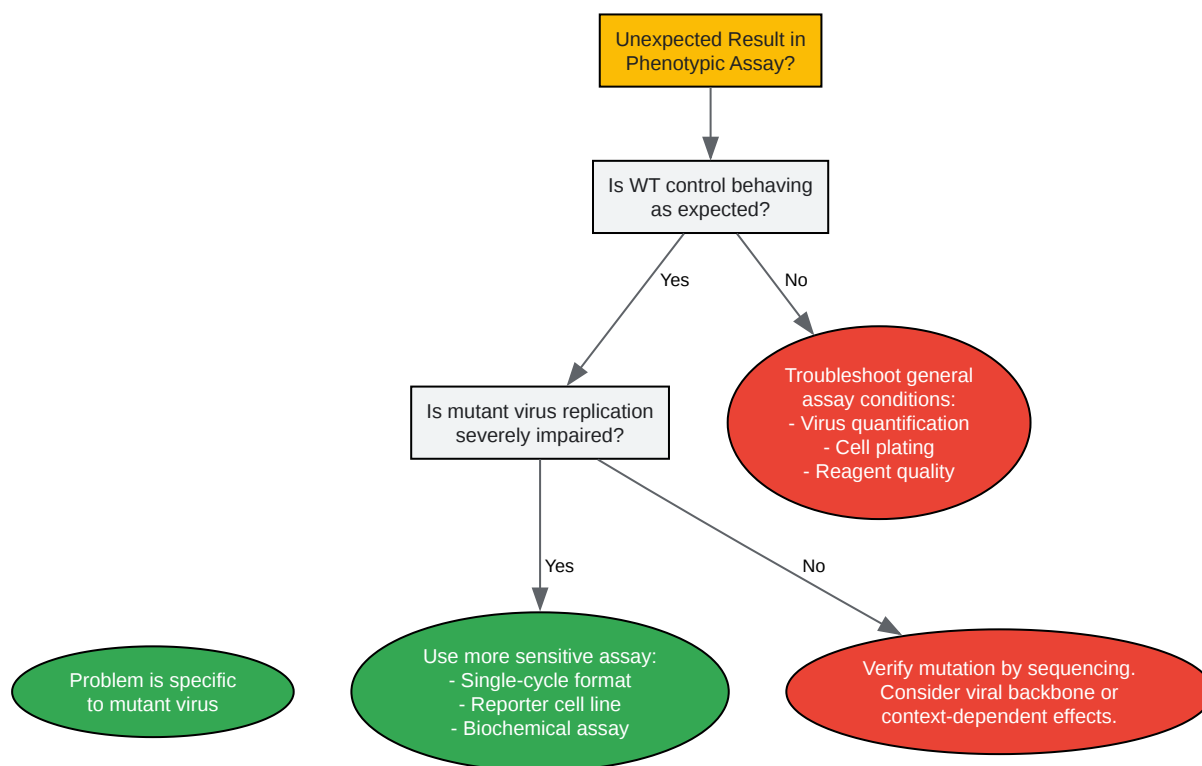 Unexpected Result in
Phenotypic Assay?
Is WT control behaving
as expected?
Yes
No
Troubleshoot general
assay conditions:
- Virus quantification
- Cell plating
- Reagent quality
Is mutant virus replication
severely impaired?
Yes
No
Problem is specific
to mutant virus
Use more sensitive assay:
- Single-cycle format
- Reporter cell line
- Biochemical assay
Verify mutation by sequencing.
Consider viral backbone or
context-dependent effects.